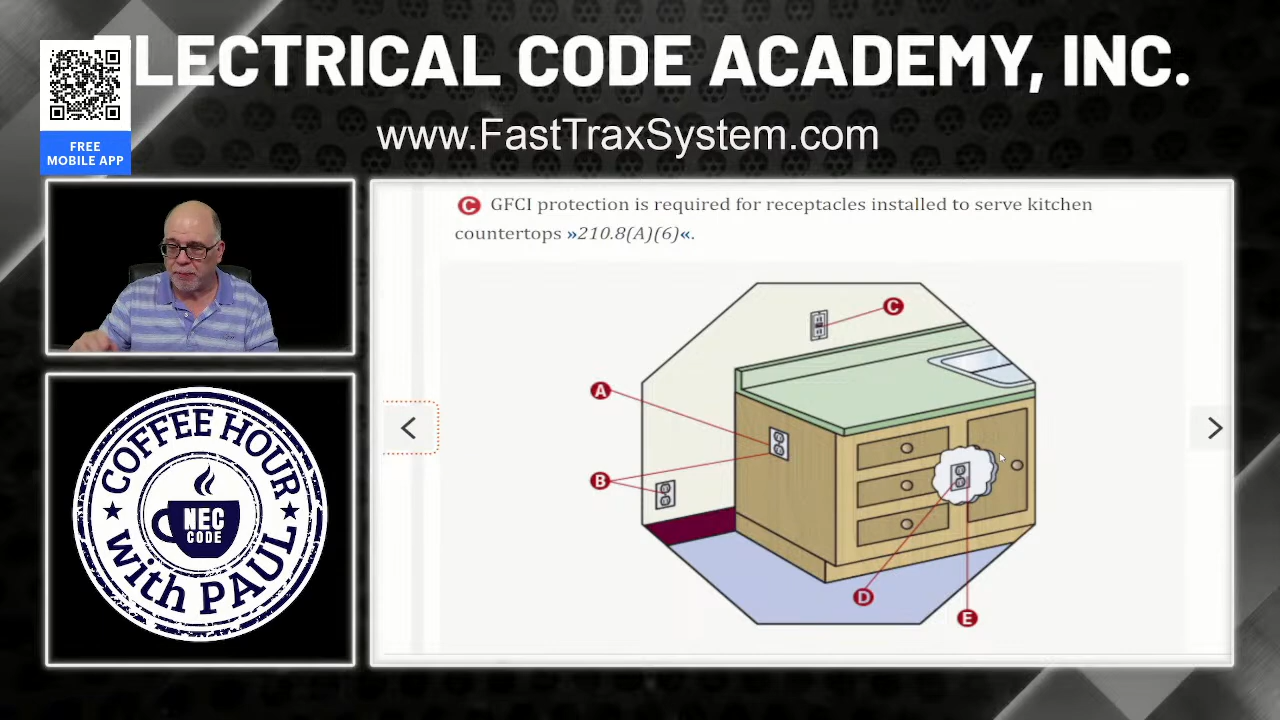 ELECTRICAL CODE ACADEMY, INC.
www.FastTraxSystem.com
FREE
MOBILE APP
C GFCI protection is required for receptacles installed to serve kitchen
countertops »210.8(A)(6)«.
C
A
B
D
E
COFFEE HOUR
NEC
CODE
with PAUL